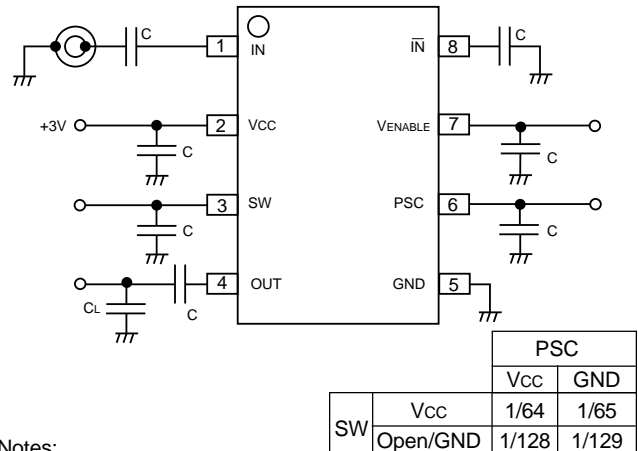 C 1 IN I̅N̅ 8 C
+3V 2 VCC VENABLE 7
C C
3 SW PSC 6
C C
4 OUT GND 5
CL C
PSC
VCC GND
SW VCC 1/64 1/65
Open/GND 1/128 1/129
Notes: